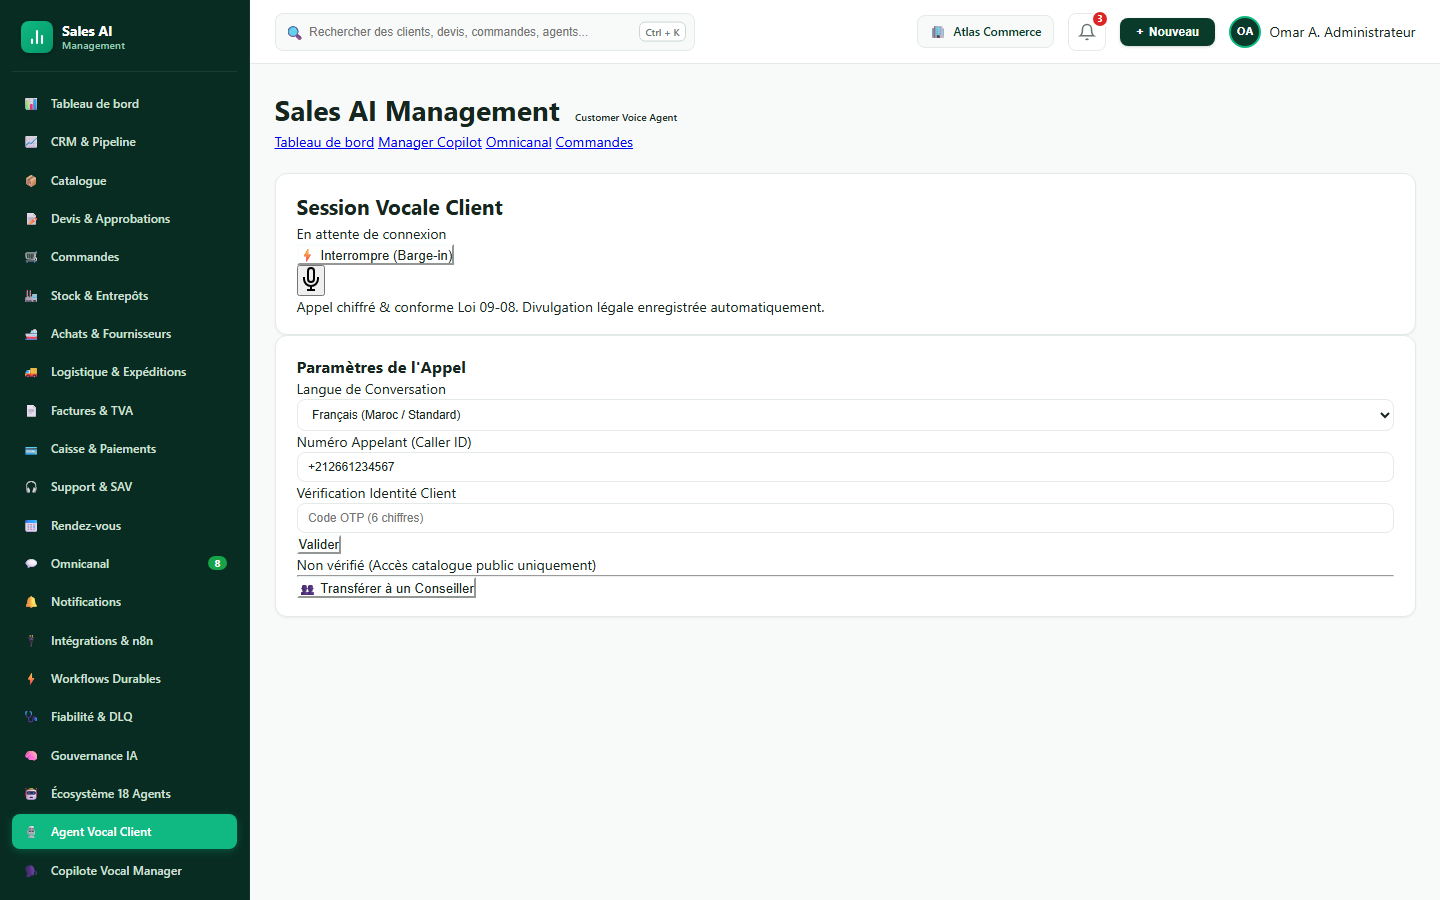 Sales AI
Management
Tableau de bord
CRM & Pipeline
Catalogue
Devis & Approbations
Commandes
Stock & Entrepôts
Achats & Fournisseurs
Logistique & Expéditions
Factures & TVA
Caisse & Paiements
Support & SAV
Rendez-vous
Omnicanal 8
Notifications
Intégrations & n8n
Workflows Durables
Fiabilité & DLQ
Gouvernance IA
Écosystème 18 Agents
Agent Vocal Client
Copilote Vocal Manager
Rechercher des clients, devis, commandes, agents... Ctrl + K
Atlas Commerce
3
+ Nouveau
OA Omar A. Administrateur
Sales AI Management Customer Voice Agent
Tableau de bord Manager Copilot Omnicanal Commandes
Session Vocale Client
En attente de connexion
Interrompre (Barge-in)
Appel chiffré & conforme Loi 09-08. Divulgation légale enregistrée automatiquement.
Paramètres de l'Appel
Langue de Conversation
Français (Maroc / Standard)
Numéro Appelant (Caller ID)
+212661234567
Vérification Identité Client
Code OTP (6 chiffres)
Valider
Non vérifié (Accès catalogue public uniquement)
Transférer à un Conseiller